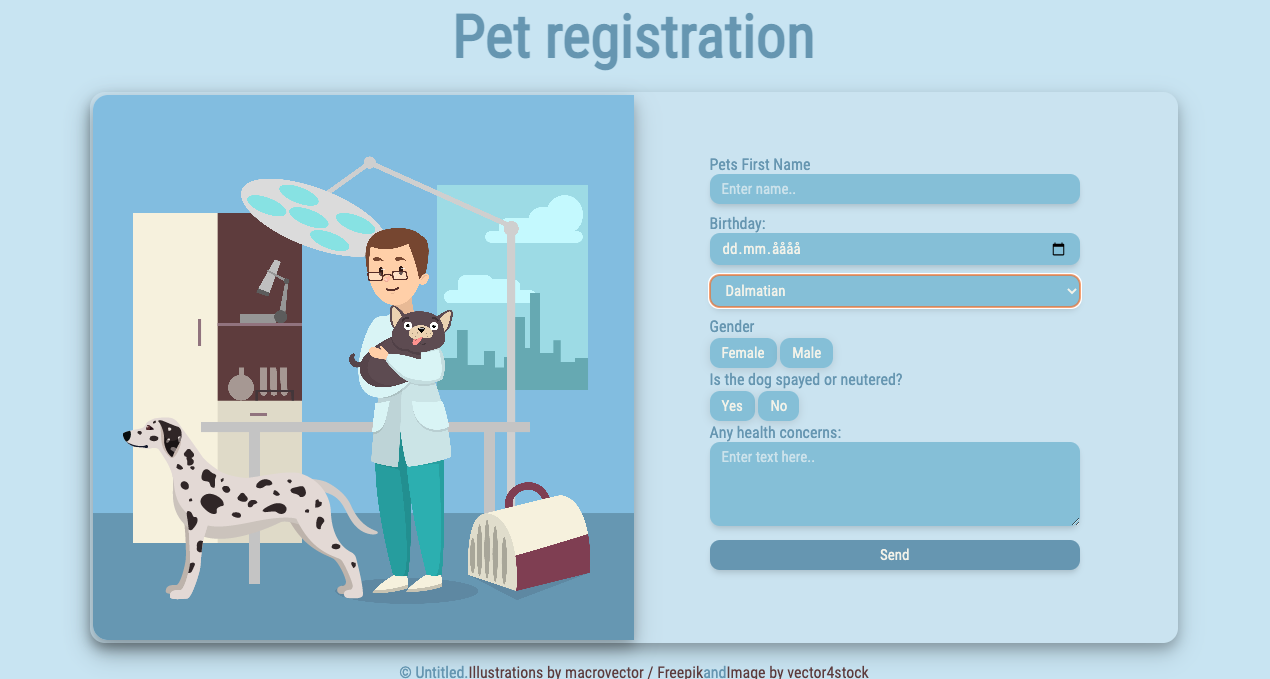 Pet registration
Pets First Name
Enter name..
Birthday:
dd.mm.åååå
Dalmatian
Gender
Female Male
Is the dog spayed or neutered?
Yes No
Any health concerns:
Enter text here..
Send
© Untitled.Illustrations by macrovector / FreepikandImage by vector4stock